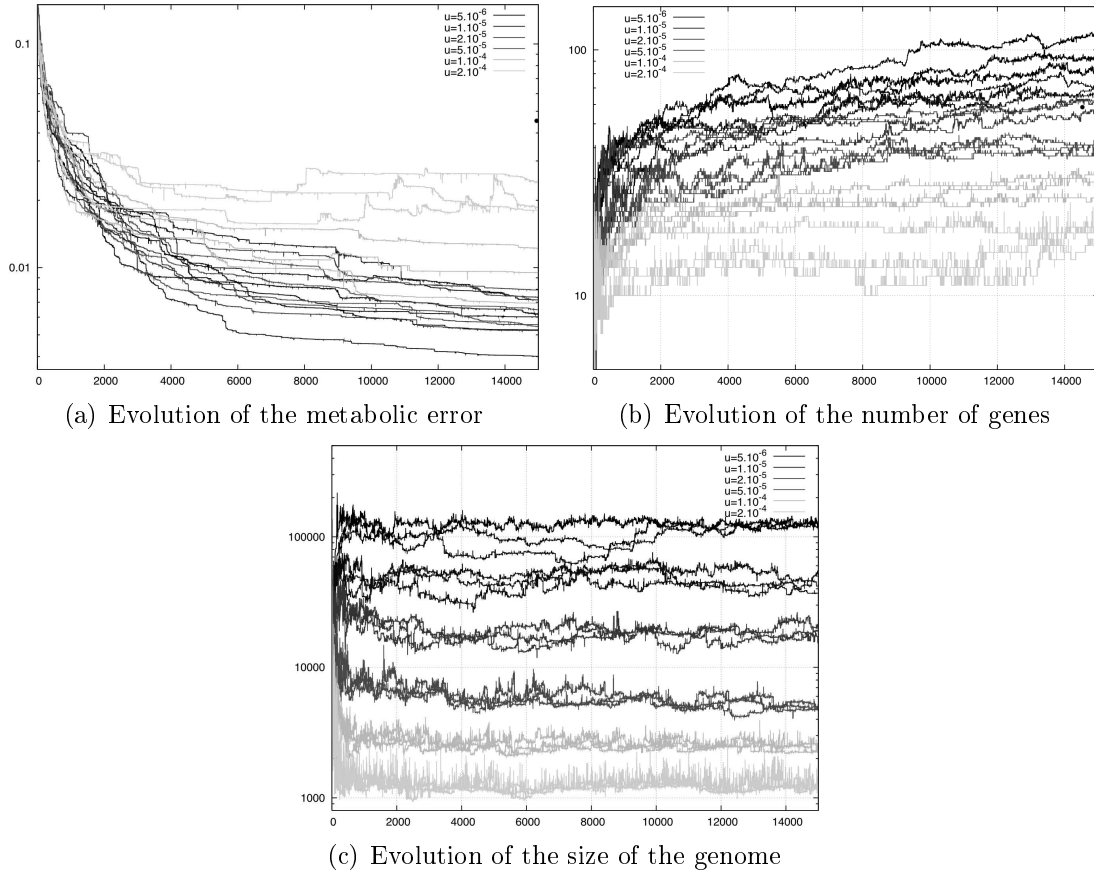 0.1
0.01
u=5.10-6
u=1.10-5
u=2.10-5
u=5.10-5
u=1.10-4
u=2.10-4
0 2000 4000 6000 8000 10000 12000 14000
(a) Evolution of the metabolic error
100
10
u=5.10-6
u=1.10-5
u=2.10-5
u=5.10-5
u=1.10-4
u=2.10-4
0 2000 4000 6000 8000 10000 12000 14000
(b) Evolution of the number of genes
100000
10000
1000
u=5.10-6
u=1.10-5
u=2.10-5
u=5.10-5
u=1.10-4
u=2.10-4
0 2000 4000 6000 8000 10000 12000 14000
(c) Evolution of the size of the genome